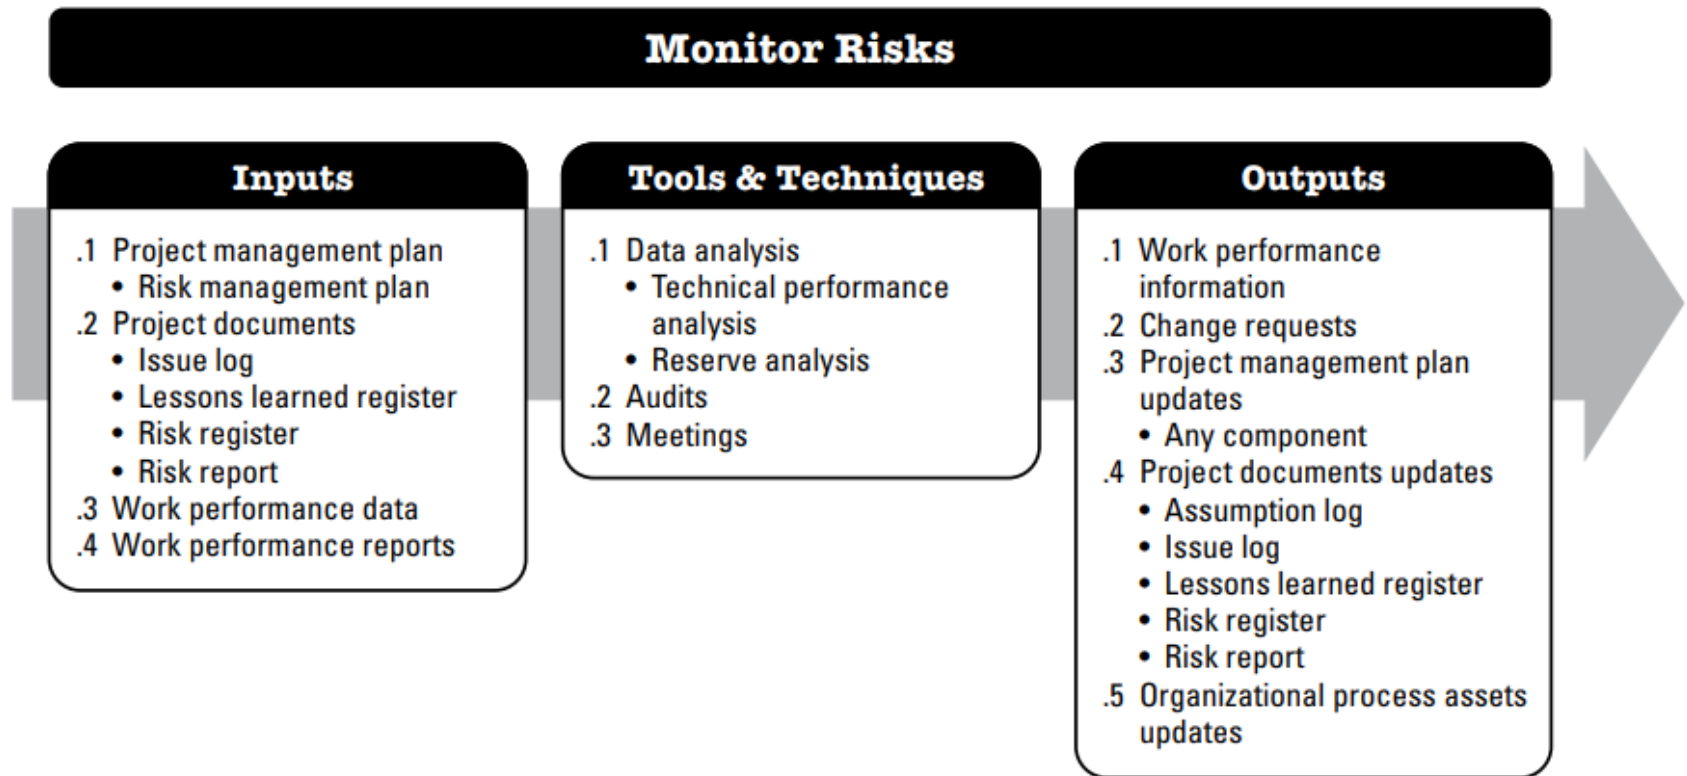 Monitor Risks
Inputs
.1 Project management plan
• Risk management plan
.2 Project documents
• Issue log
• Lessons learned register
• Risk register
• Risk report
.3 Work performance data
.4 Work performance reports
Tools & Techniques
.1 Data analysis
• Technical performance
analysis
• Reserve analysis
.2 Audits
.3 Meetings
Outputs
.1 Work performance
information
.2 Change requests
.3 Project management plan
updates
• Any component
.4 Project documents updates
• Assumption log
• Issue log
• Lessons learned register
• Risk register
• Risk report
.5 Organizational process assets
updates